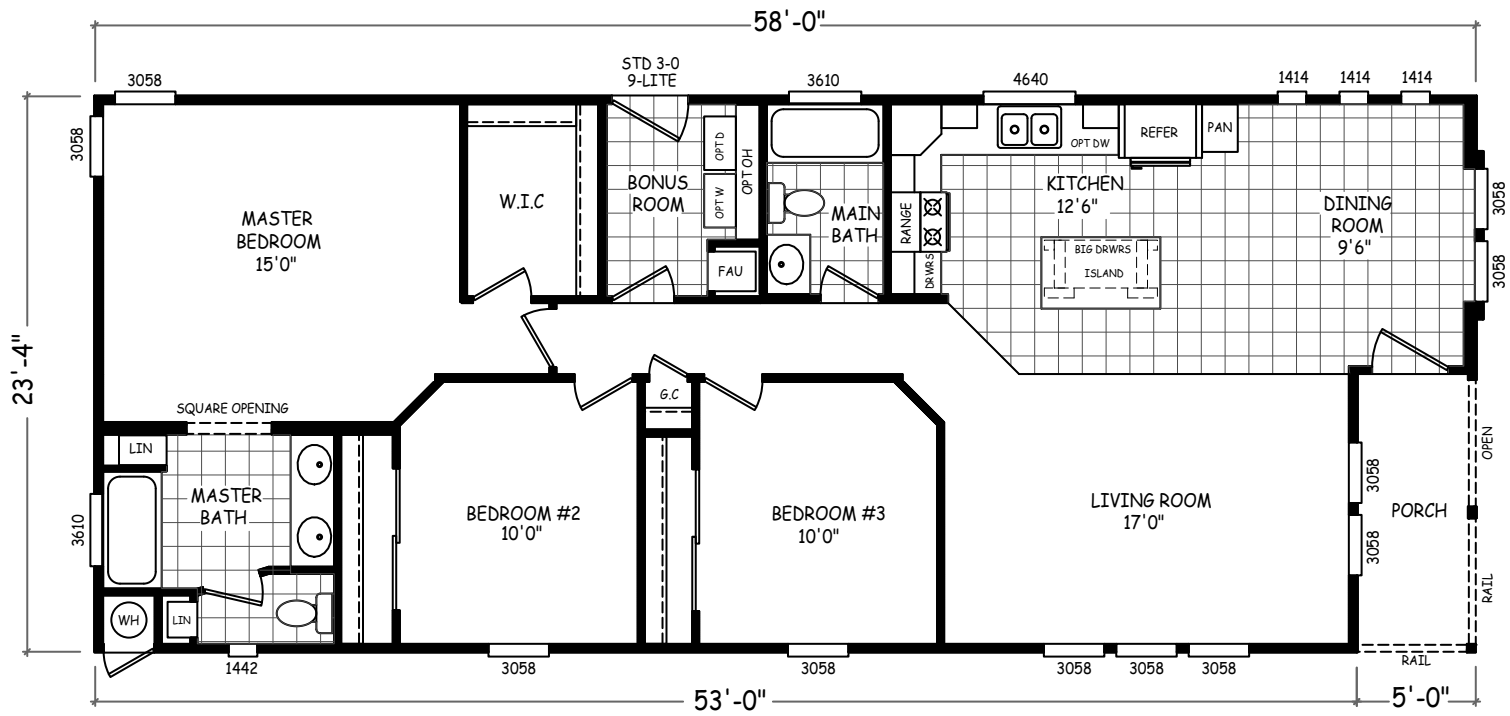 58'-0"
3058
STD 3-0
9-LITE
3610
4640
1414
1414
1414
3058
W.I.C
BONUS
ROOM
OPT D
OPT W
OPT OH
FAU
MAIN
BATH
RANGE
DRWRS
OPT DW
REFER
PAN
KITCHEN
12'6"
BIG DRWRS
ISLAND
DINING
ROOM
9'6"
3058
3058
MASTER
BEDROOM
15'0"
23'-4"
SQUARE OPENING
LIN
MASTER
BATH
3610
WH
LIN
G.C
BEDROOM #2
10'0"
BEDROOM #3
10'0"
LIVING ROOM
17'0"
3058
3058
PORCH
OPEN
RAIL
RAIL
1442
3058
3058
3058
3058
3058
53'-0"
5'-0"